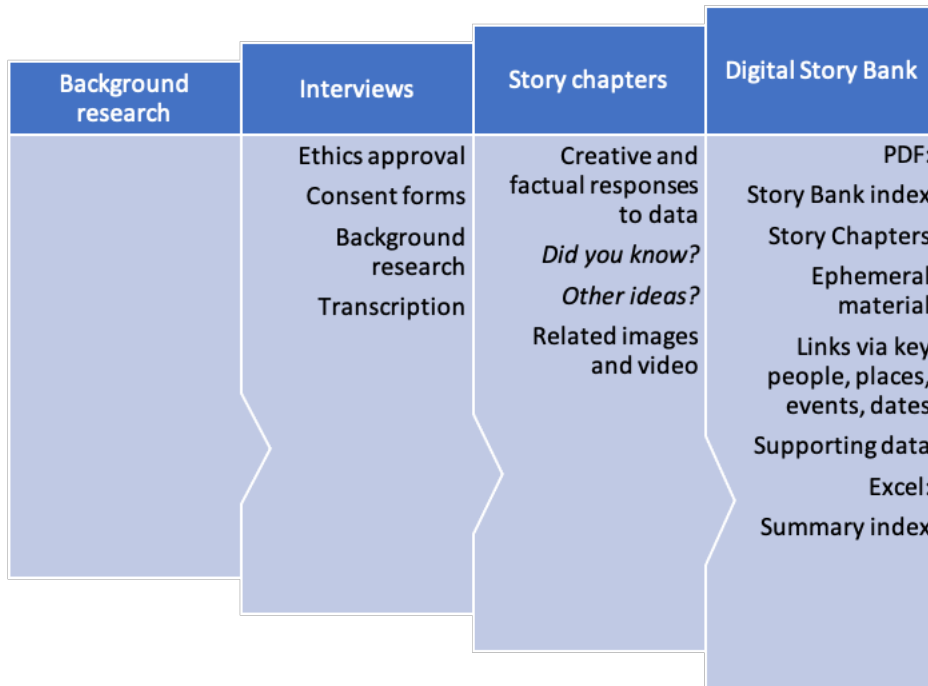 Background
research
Interviews
Ethics approval
Consent forms
Background
research
Transcription
Story chapters
Creative and
factual responses
to data
Did you know?
Other ideas?
Related images
and video
Digital Story Bank
PDF:
Story Bank index
Story Chapters
Ephemeral
material
Links via key
people, places,
events, dates
Supporting data
Excel:
Summary index